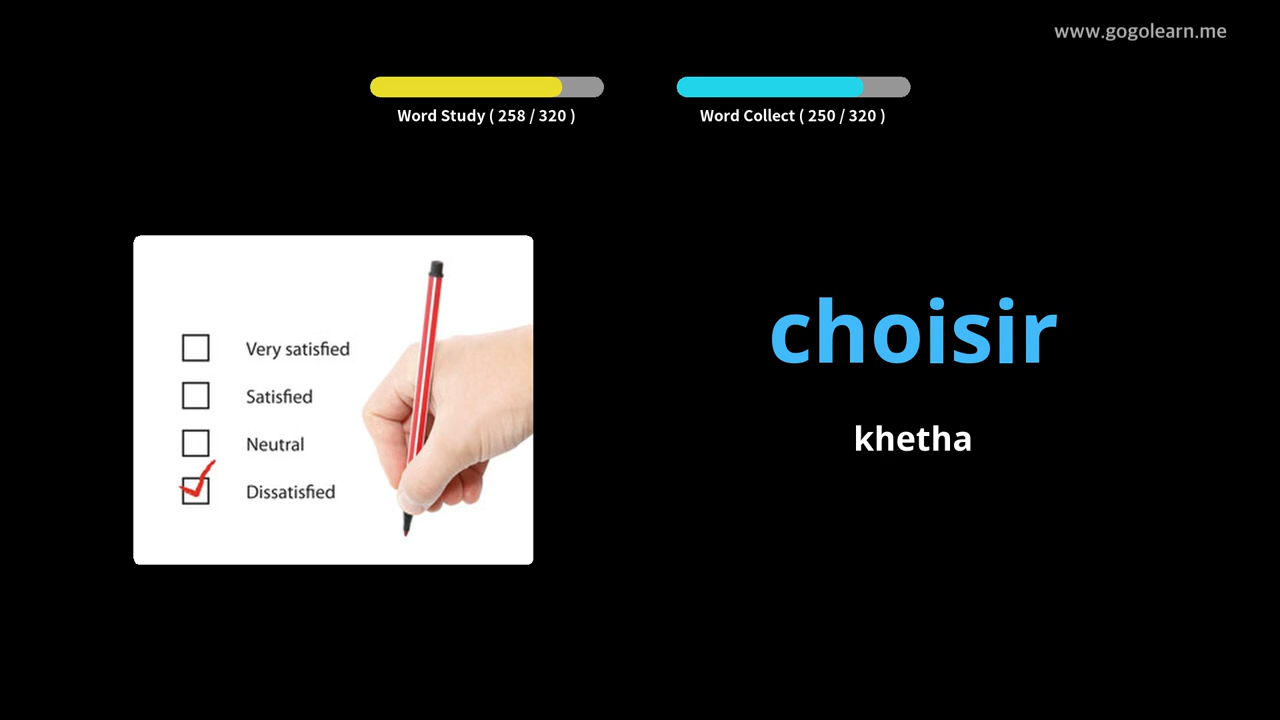 www.gogolearn.me
Word Study ( 258 / 320 )
Word Collect ( 250 / 320 )
Very satisfied
Satisfied
Neutral
Dissatisfied
choisir
khetha